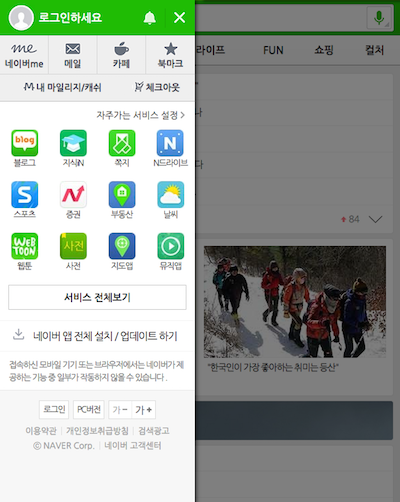 로그인하세요
me
네이버me
메일
카페
북마크
내 마일리지/캐쉬
체크아웃
자주가는 서비스 설정 >
blog
블로그
지식iN
쪽지
N
N드라이브
S
스포츠
N
증권
부동산
날씨
WEB
TOON
웹툰
사전
사전
지도앱
뮤직앱
서비스 전체보기
네이버 앱 전체 설치 / 업데이트 하기
접속하신 모바일 기기 또는 브라우저에서는 네이버가 제
공하는 기능 중 일부가 작동하지 않을 수 있습니다.
로그인
PC버전
가 -
가 +
이용약관 | 개인정보취급방침 | 검색광고
ⓒ NAVER Corp. | 네이버 고객센터
라이프
FUN
쇼핑
컬처
나
다
84
"한국민이 가장 좋아하는 취미는 등산"